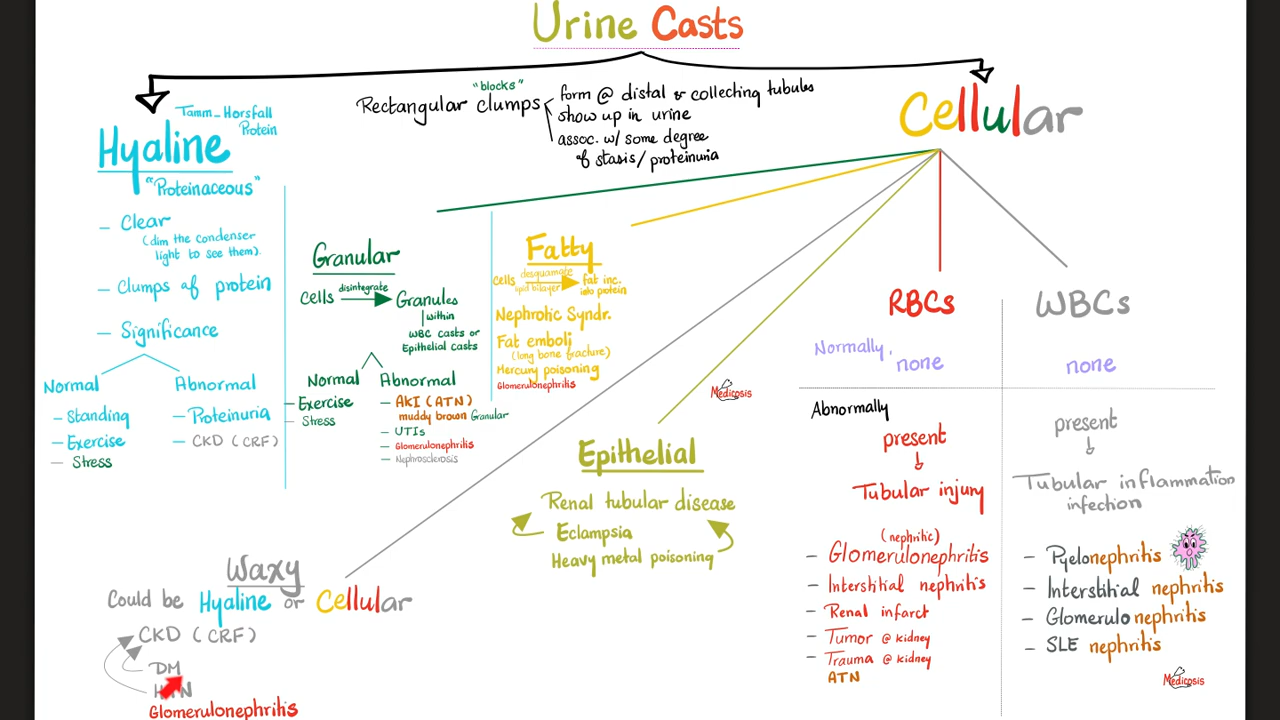 Urine Casts
"blocks"
Rectangular clumps
form @ distal & collecting tubules
show up in urine
assoc. w/ some degree
of stasis/proteinuria
Tamm-Horsfall
Protein
Hyaline
"Proteinaceous"
- Clear
(dim the condenser
light to see them).
- Clumps of protein
- Significance
Normal
- Standing
- Exercise
- Stress
Abnormal
- Proteinuria
- CKD (CRF)
Cellular
Granular
Cells disintegrate Granules
within
WBC casts or
Epithelial casts
Normal
- Exercise
- Stress
Abnormal
- AKI (ATN)
muddy brown Granular
- UTIs
- Glomerulonephritis
- Nephrosclerosis
Fatty
Cells desquamate fat inc.
lipid bilayer into protein
Nephrotic Syndr.
Fat emboli
(long bone fracture)
Mercury poisoning
Glomerulonephritis
Medicosis
Epithelial
Renal tubular disease
Eclampsia
Heavy metal poisoning
Waxy
Could be Hyaline or Cellular
CKD (CRF)
DM
Glomerulonephritis
RBCs
Normally, none
Abnormally
present
Tubular injury
(nephritic)
- Glomerulonephritis
- Interstitial nephritis
- Renal infarct
- Tumor @ kidney
- Trauma @ kidney
ATN
WBCs
none
present
Tubular inflammation
infection
- Pyelonephritis
- Interstitial nephritis
- Glomerulonephritis
- SLE nephritis
Medicosis